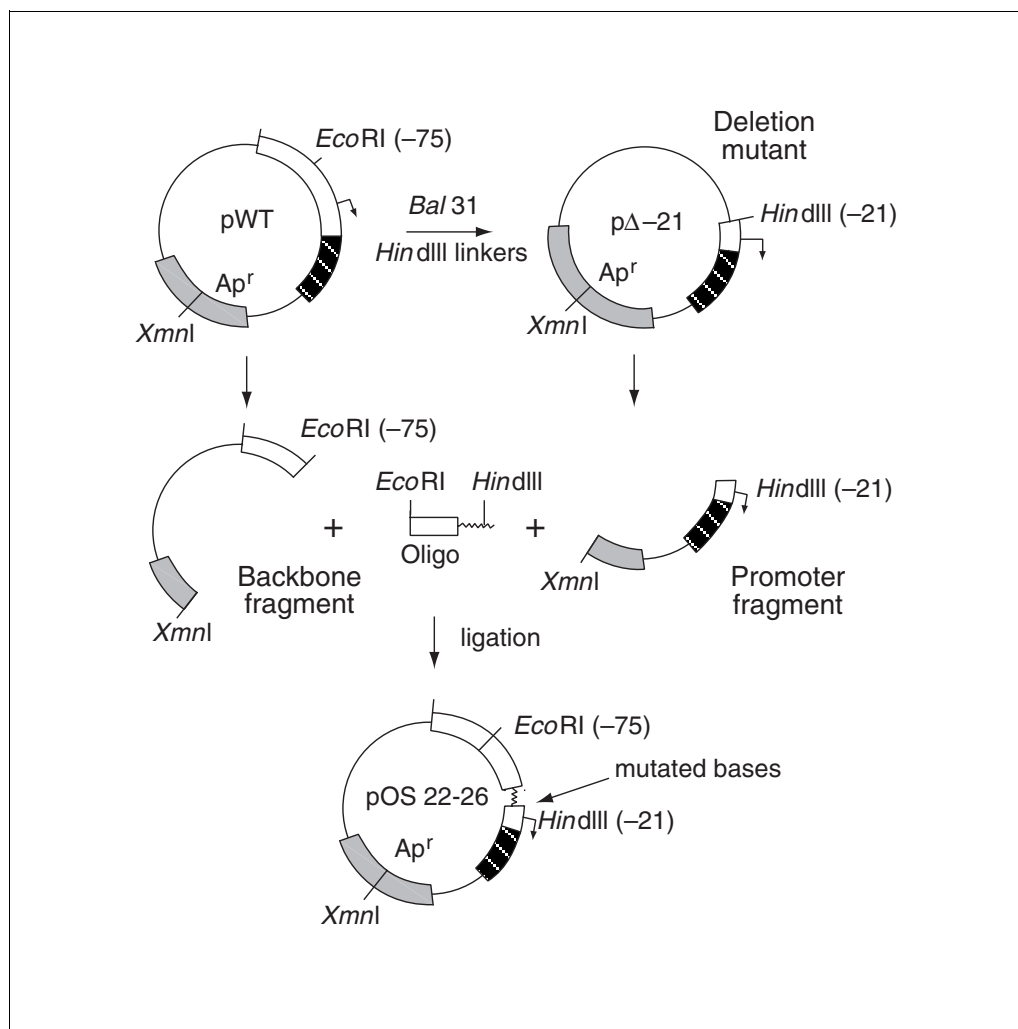 EcoRI (–75)
pWT
Apr
XmnI
Bal 31
HindIII linkers
Deletion
mutant
HindIII (–21)
pΔ–21
Apr
XmnI
EcoRI (–75)
XmnI
Backbone
fragment
+
EcoRI HindIII
Oligo
+
HindIII (–21)
XmnI
Promoter
fragment
ligation
EcoRI (–75)
mutated bases
pOS 22-26
HindIII (–21)
Apr
XmnI